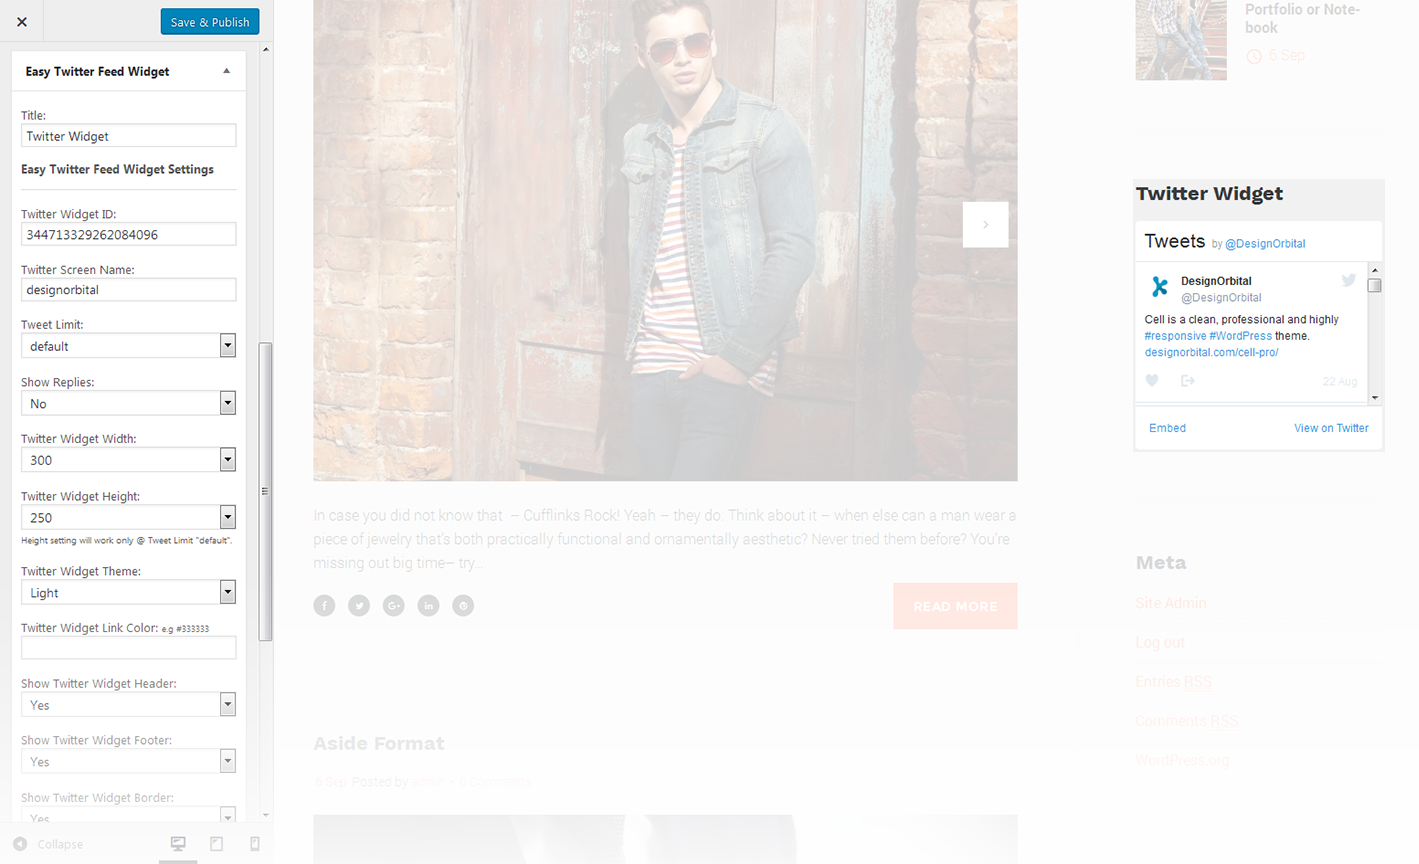 Save & Publish
Easy Twitter Feed Widget
Title:
Twitter Widget
Easy Twitter Feed Widget Settings
Twitter Widget ID:
344713329262084096
Twitter Screen Name:
designorbital
Tweet Limit:
default
Show Replies:
No
Twitter Widget Width:
300
Twitter Widget Height:
250
Height setting will work only @ Tweet Limit "default".
Twitter Widget Theme:
Light
Twitter Widget Link Color: e.g #333333
Show Twitter Widget Header:
Yes
Show Twitter Widget Footer:
Yes
Show Twitter Widget Border:
Yes
Collapse
In case you did not know that – Cufflinks Rock! Yeah – they do Think about it – when else can a man wear a
piece of jewelry that's both practically functional and ornamentally aesthetic? Never tried them before? You're
missing out big time– try...
READ MORE
Aside Format
6 Sep Posted by admin • 0 Comments
Portfolio or Note-
book
6 Sep
Twitter Widget
Tweets by @DesignOrbital
DesignOrbital
@DesignOrbital
Cell is a clean, professional and highly
#responsive #WordPress theme.
designorbital.com/cell-pro/
22 Aug
Embed
View on Twitter
Meta
Site Admin
Log out
Entries RSS
Comments RSS
WordPress.org